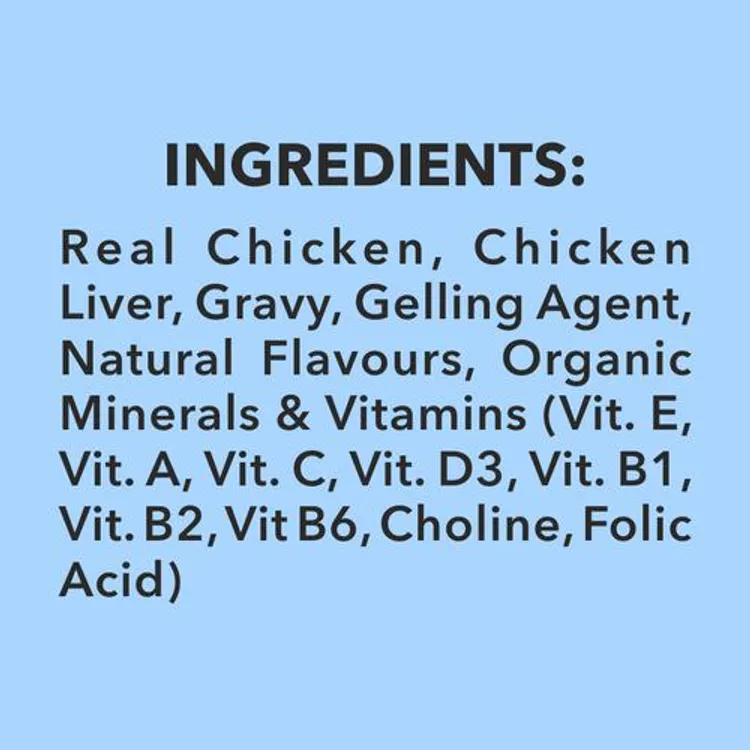 INGREDIENTS:
Real Chicken, Chicken
Liver, Gravy, Gelling Agent,
Natural Flavours, Organic
Minerals & Vitamins (Vit. E,
Vit. A, Vit. C, Vit. D3, Vit. B1,
Vit. B2, Vit B6, Choline, Folic
Acid)